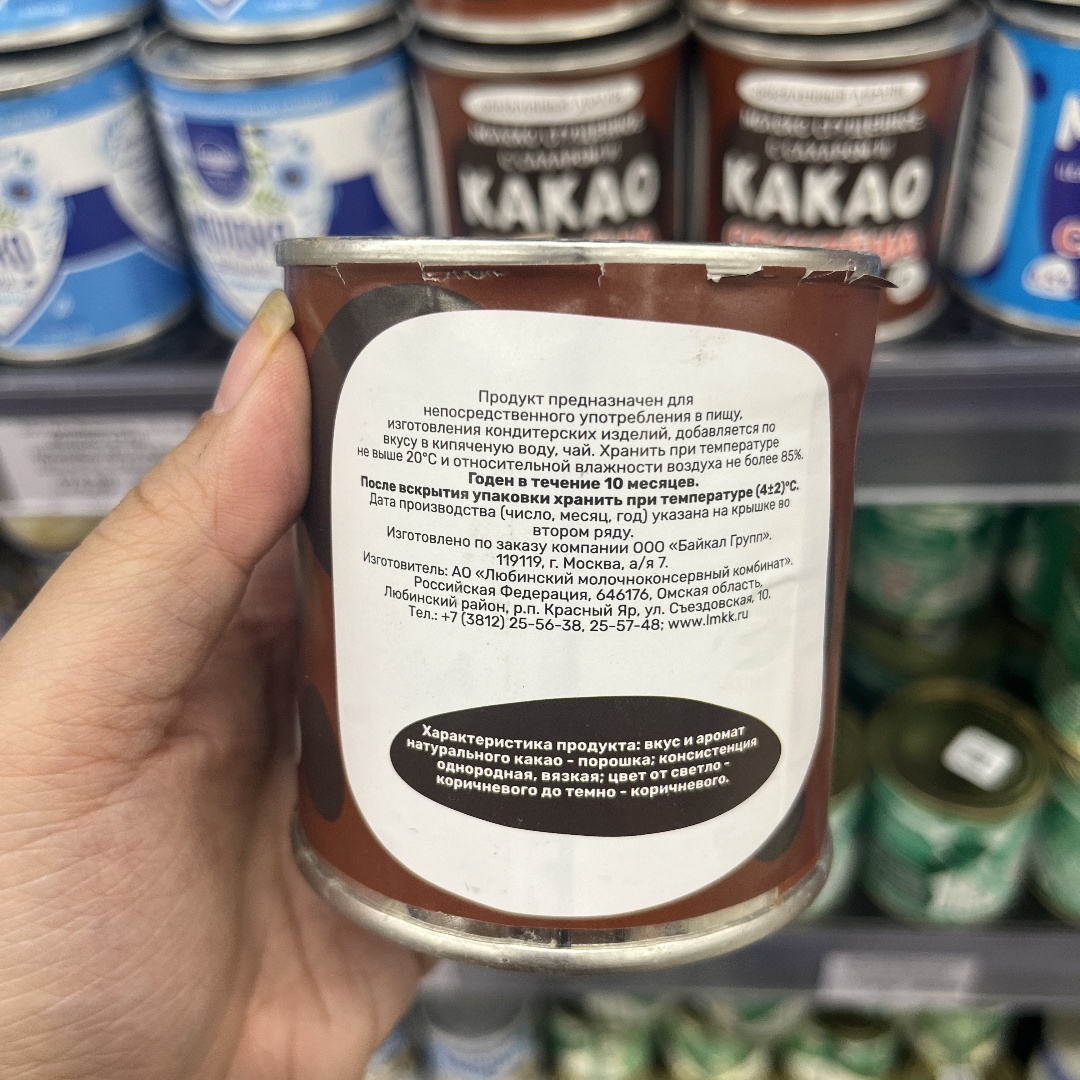 МОЛОКО
КАКАО
КАКАО
Продукт предназначен для
непосредственного употребления в пищу,
изготовления кондитерских изделий, добавляется по
вкусу в кипяченую воду, чай. Хранить при температуре
не выше 20°С и относительной влажности воздуха не более 85%.
Годен в течение 10 месяцев.
После вскрытия упаковки хранить при температуре (4±2)°С.
Дата производства (число, месяц, год) указана на крышке во
втором ряду.
Изготовлено по заказу компании ООО «Байкал Групп».
119119, г. Москва, а/я 7.
Изготовитель: АО «Любинский молочноконсервный комбинат».
Российская Федерация, 646176, Омская область,
Любинский район, р.п. Красный Яр, ул. Съездовская, 10.
Тел.: +7 (3812) 25-56-38, 25-57-48; www.lmkk.ru
Характеристика продукта: вкус и аромат
натурального какао - порошка; консистенция
однородная, вязкая; цвет от светло -
коричневого до темно - коричневого.